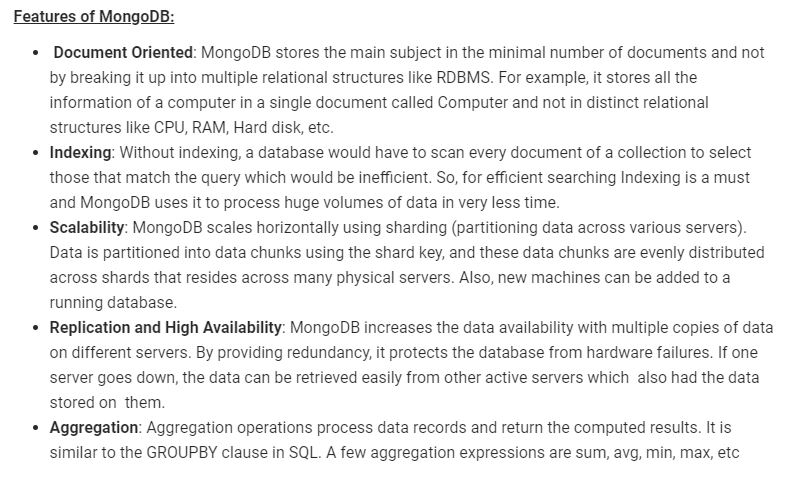 Features of MongoDB:
• Document Oriented: MongoDB stores the main subject in the minimal number of documents and not
by breaking it up into multiple relational structures like RDBMS. For example, it stores all the
information of a computer in a single document called Computer and not in distinct relational
structures like CPU, RAM, Hard disk, etc.
• Indexing: Without indexing, a database would have to scan every document of a collection to select
those that match the query which would be inefficient. So, for efficient searching Indexing is a must
and MongoDB uses it to process huge volumes of data in very less time.
• Scalability: MongoDB scales horizontally using sharding (partitioning data across various servers).
Data is partitioned into data chunks using the shard key, and these data chunks are evenly distributed
across shards that resides across many physical servers. Also, new machines can be added to a
running database.
• Replication and High Availability: MongoDB increases the data availability with multiple copies of data
on different servers. By providing redundancy, it protects the database from hardware failures. If one
server goes down, the data can be retrieved easily from other active servers which also had the data
stored on them.
• Aggregation: Aggregation operations process data records and return the computed results. It is
similar to the GROUPBY clause in SQL. A few aggregation expressions are sum, avg, min, max, etc